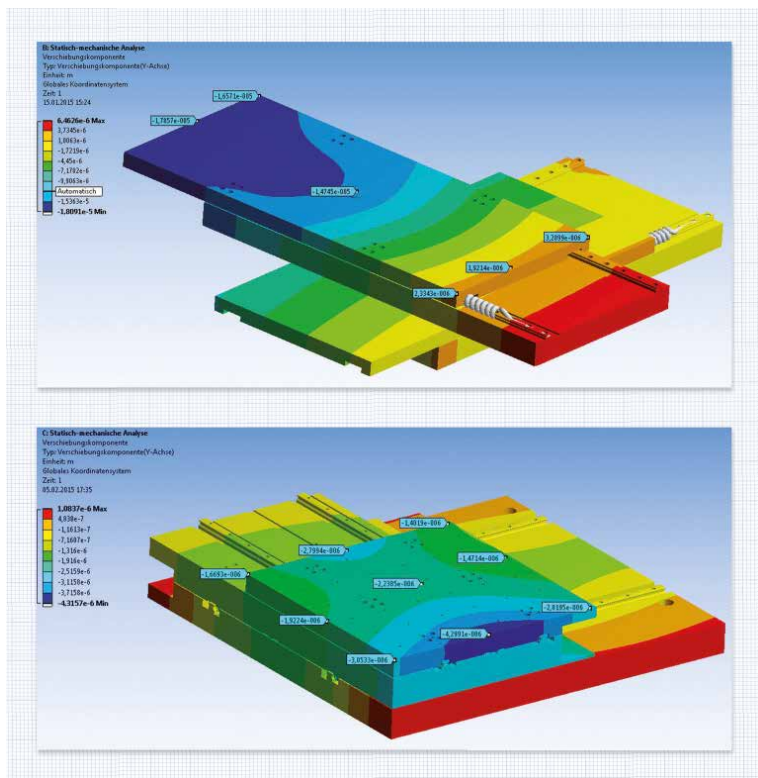 B: Statisch-mechanische Analyse
Verschiebungskomponente
Typ: Verschiebungskomponente(Y-Achse)
Einheit: m
Globales Koordinatensystem
Zeit: 1
15.01.2015 15:24
6,4626e-6 Max
3,7345e-6
1,0063e-6
-1,7219e-6
-4,45e-6
-7,1782e-6
-9,9063e-6
Automatisch
-1,5363e-5
-1,8091e-5 Min
-1,6571e-005
-1,7857e-005
-1,4745e-005
3,2899e-006
1,9214e-006
2,3343e-006
C: Statisch-mechanische Analyse
Verschiebungskomponente
Typ: Verschiebungskomponente(Y-Achse)
Einheit: m
Globales Koordinatensystem
Zeit: 1
05.02.2015 17:35
1,0837e-6 Max
4,838e-7
-1,1613e-7
-7,1607e-7
-1,316e-6
-1,916e-6
-2,5159e-6
-3,1158e-6
-3,7158e-6
-4,3157e-6 Min
-1,4019e-006
-2,7994e-006
-1,4714e-006
-1,6693e-006
-2,2385e-006
-2,8195e-006
-1,9224e-006
-4,2991e-006
-3,0533e-006